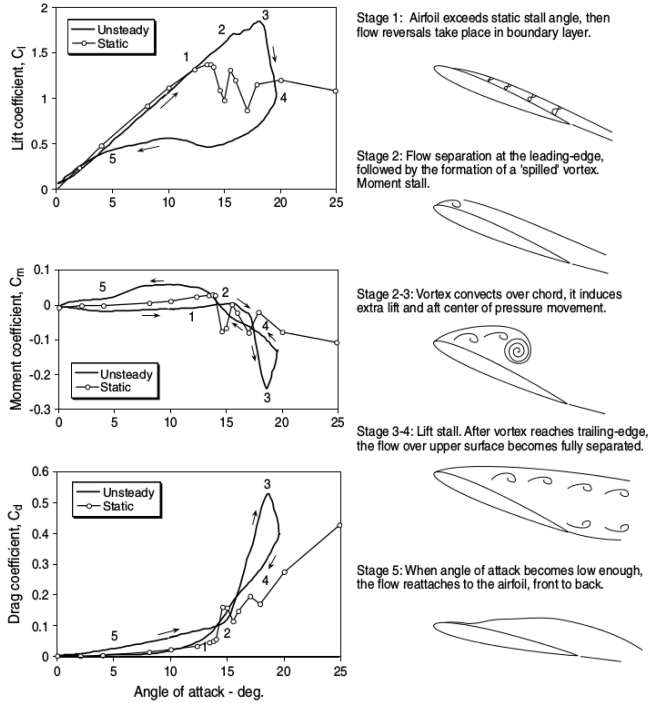 Lift coefficient, Cl
2
1.5
1
0.5
0
0
5
10
15
20
25
Unsteady
Static
1
2
3
4
5
Moment coefficient, Cm
0.1
0
-0.1
-0.2
-0.3
0
5
10
15
20
25
Unsteady
Static
5
1
2
4
3
Drag coefficient, Cd
0.6
0.5
0.4
0.3
0.2
0.1
0
0
5
10
15
20
25
Unsteady
Static
3
4
5
1
2
Angle of attack - deg.
Stage 1: Airfoil exceeds static stall angle, then
flow reversals take place in boundary layer.
Stage 2: Flow separation at the leading-edge,
followed by the formation of a 'spilled' vortex.
Moment stall.
Stage 2-3: Vortex convects over chord, it induces
extra lift and aft center of pressure movement.
Stage 3-4: Lift stall. After vortex reaches trailing-edge,
the flow over upper surface becomes fully separated.
Stage 5: When angle of attack becomes low enough,
the flow reattaches to the airfoil, front to back.